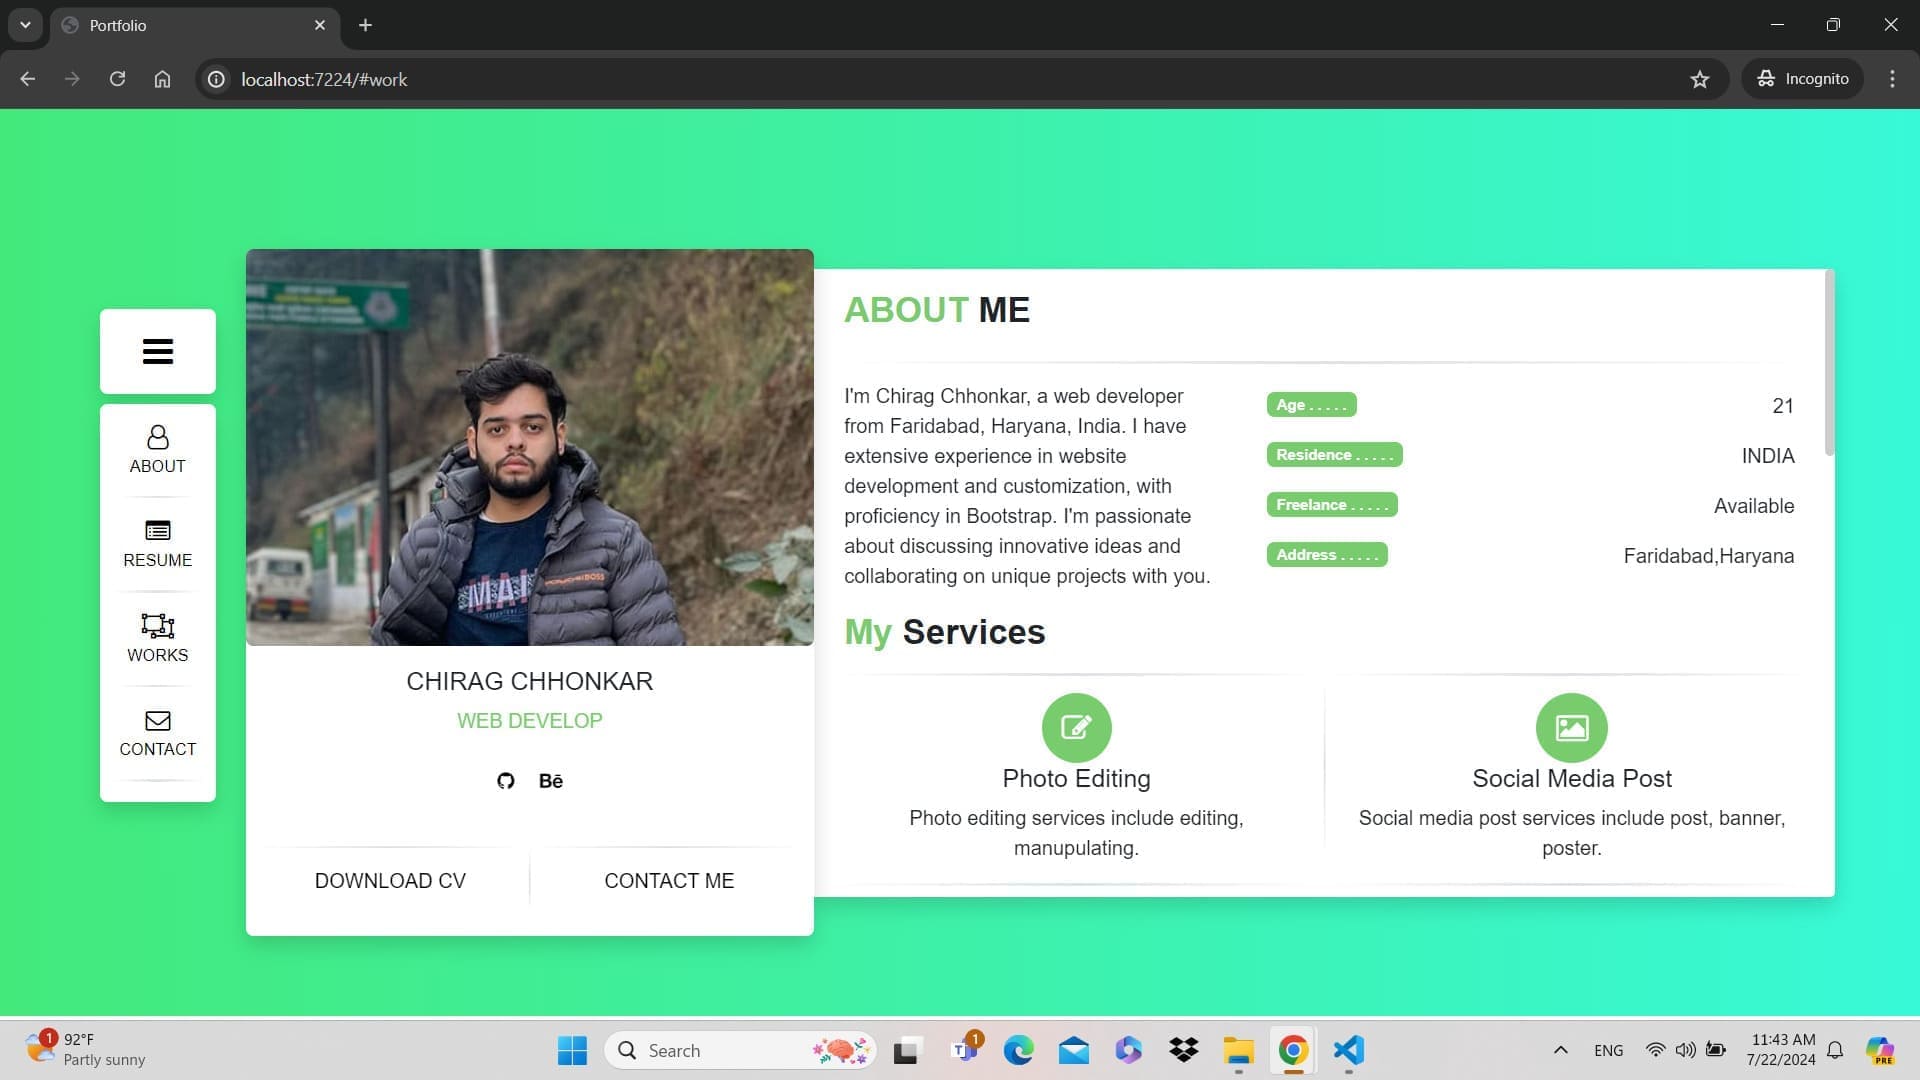 Portfolio
localhost:7224/#work
Incognito
ABOUT
RESUME
WORKS
CONTACT
MAI
CHIRAG CHHONKAR
WEB DEVELOP
Bē
DOWNLOAD CV
CONTACT ME
ABOUT ME
I'm Chirag Chhonkar, a web developer
from Faridabad, Haryana, India. I have
extensive experience in website
development and customization, with
proficiency in Bootstrap. I'm passionate
about discussing innovative ideas and
collaborating on unique projects with you.
Age . . . . . 21
Residence . . . . . INDIA
Freelance . . . . . Available
Address . . . . . Faridabad,Haryana
My Services
Photo Editing
Photo editing services include editing,
manupulating.
Social Media Post
Social media post services include post, banner,
poster.
1
92°F
Partly sunny
Search
T
1
ENG
11:43 AM
7/22/2024
PRE